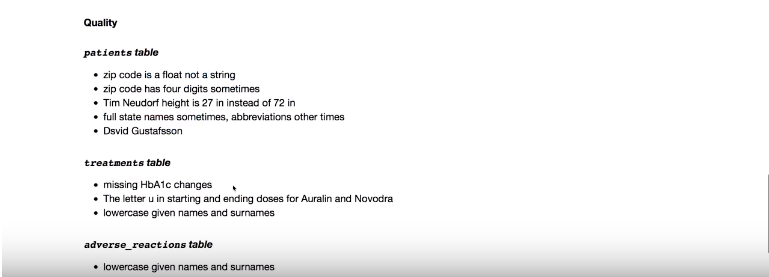 Quality
patients table
zip code is a float not a string
zip code has four digits sometimes
Tim Neudorf height is 27 in instead of 72 in
full state names sometimes, abbreviations other times
Dsvid Gustafsson
treatments table
missing HbA1c changes
The letter u in starting and ending doses for Auralin and Novodra
lowercase given names and surnames
adverse_reactions table
lowercase given names and surnames